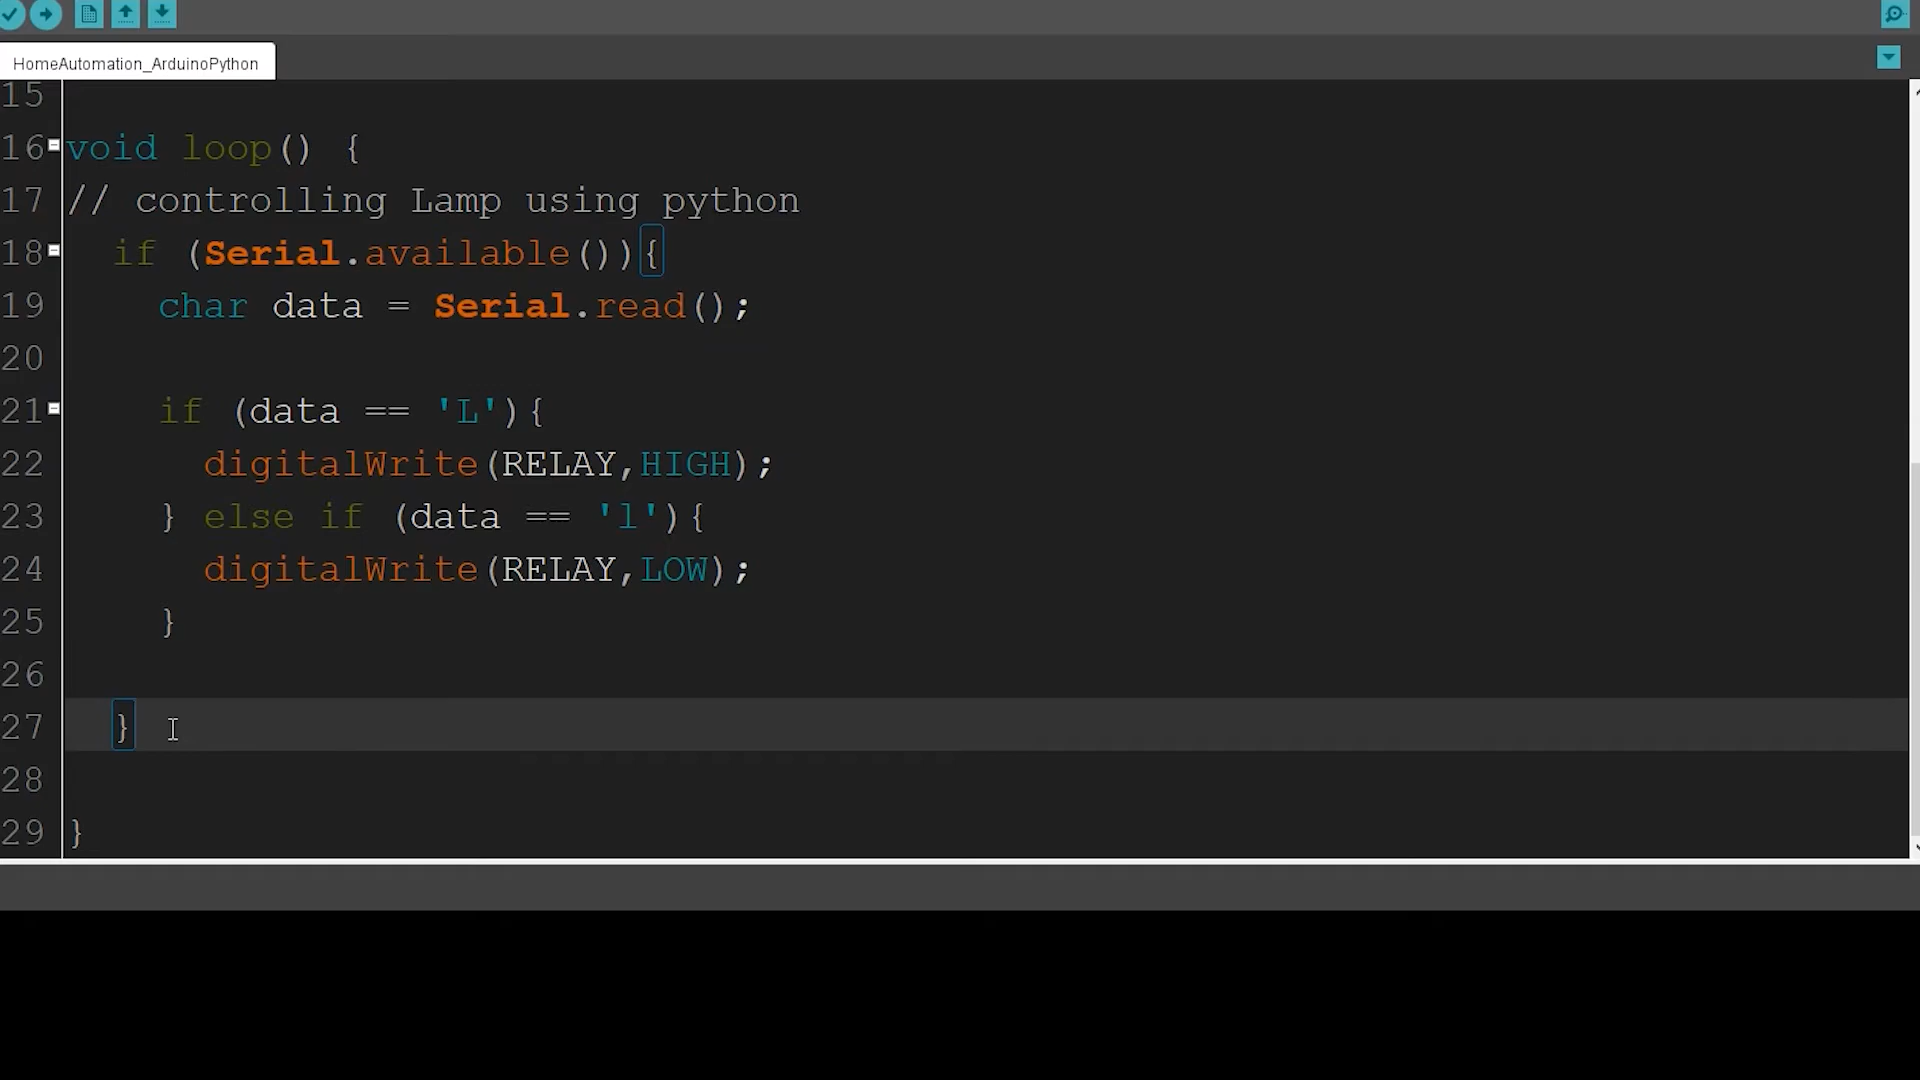 HomeAutomation_ArduinoPython
15
16 void loop() {
17 // controlling Lamp using python
18   if (Serial.available()){
19     char data = Serial.read();
20
21     if (data == 'L'){
22       digitalWrite(RELAY,HIGH);
23     } else if (data == 'l'){
24       digitalWrite(RELAY,LOW);
25     }
26
27   }
28
29 }